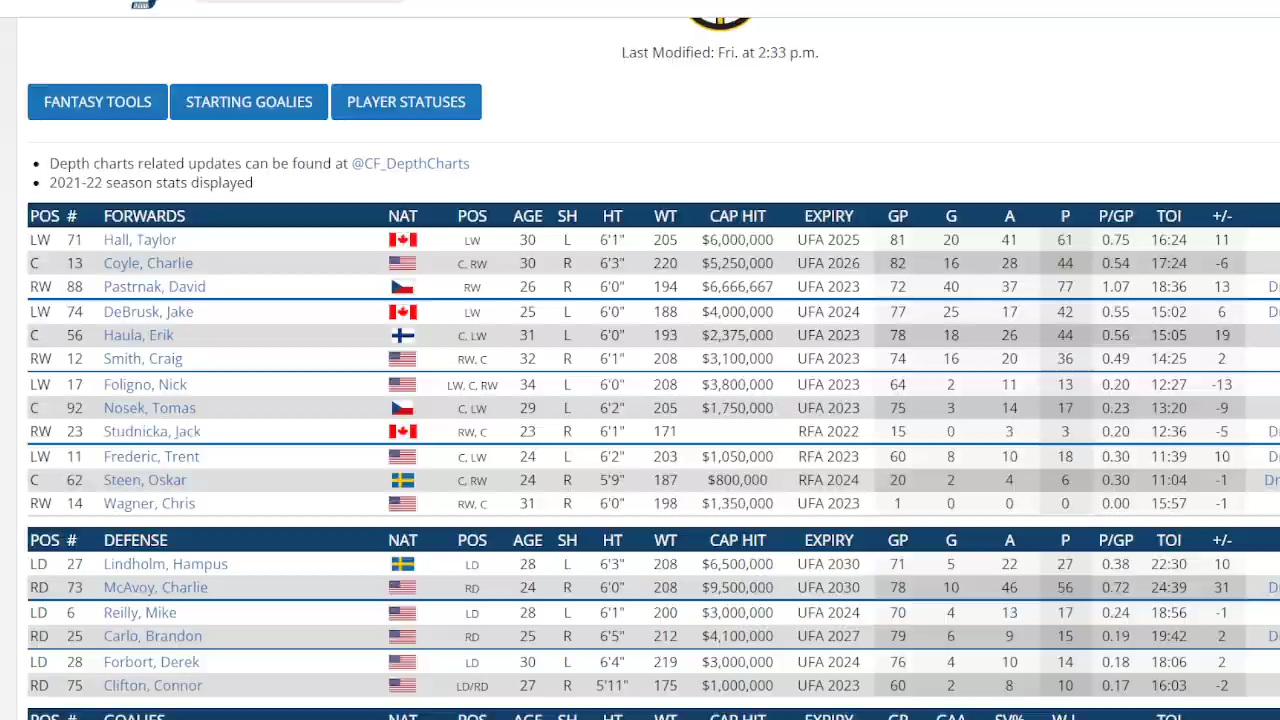 Last Modified: Fri. at 2:33 p.m.
FANTASY TOOLS STARTING GOALIES PLAYER STATUSES
Depth charts related updates can be found at @CF_DepthCharts
2021-22 season stats displayed
POS # FORWARDS NAT POS AGE SH HT WT CAP HIT EXPIRY GP G A P P/GP TOI +/-
LW 71 Hall, Taylor LW 30 L 6'1" 205 $6,000,000 UFA 2025 81 20 41 61 0.75 16:24 11
C 13 Coyle, Charlie C, RW 30 R 6'3" 220 $5,250,000 UFA 2026 82 16 28 44 0.54 17:24 -6
RW 88 Pastrnak, David RW 26 R 6'0" 194 $6,666,667 UFA 2023 72 40 37 77 1.07 18:36 13
LW 74 DeBrusk, Jake LW 25 L 6'0" 188 $4,000,000 UFA 2024 77 25 17 42 0.55 15:02 6
C 56 Haula, Erik C, LW 31 L 6'0" 193 $2,375,000 UFA 2023 78 18 26 44 0.56 15:05 19
RW 12 Smith, Craig RW, C 32 R 6'1" 208 $3,100,000 UFA 2023 74 16 20 36 0.49 14:25 2
LW 17 Foligno, Nick LW, C, RW 34 L 6'0" 208 $3,800,000 UFA 2023 64 2 11 13 0.20 12:27 -13
C 92 Nosek, Tomas C, LW 29 L 6'2" 205 $1,750,000 UFA 2023 75 3 14 17 0.23 13:20 -9
RW 23 Studnicka, Jack RW, C 23 R 6'1" 171 RFA 2022 15 0 3 3 0.20 12:36 -5
LW 11 Frederic, Trent C, LW 24 L 6'2" 203 $1,050,000 RFA 2023 60 8 10 18 0.30 11:39 10
C 62 Steen, Oskar C, RW 24 R 5'9" 187 $800,000 RFA 2024 20 2 4 6 0.30 11:04 -1
RW 14 Wagner, Chris RW, C 31 R 6'0" 198 $1,350,000 UFA 2023 1 0 0 0 0.00 15:57 -1
POS # DEFENSE NAT POS AGE SH HT WT CAP HIT EXPIRY GP G A P P/GP TOI +/-
LD 27 Lindholm, Hampus LD 28 L 6'3" 208 $6,500,000 UFA 2030 71 5 22 27 0.38 22:30 10
RD 73 McAvoy, Charlie RD 24 R 6'0" 208 $9,500,000 UFA 2030 78 10 46 56 0.72 24:39 31
LD 6 Reilly, Mike LD 28 L 6'1" 200 $3,000,000 UFA 2024 70 4 13 17 0.24 18:56 -1
RD 25 Carlo, Brandon RD 25 R 6'5" $4,100,000 UFA 2027 79 6 9 15 0.19 19:42 2
LD 28 Forbort, Derek LD 30 L 6'4" 219 $3,000,000 UFA 2024 76 4 10 14 0.18 18:06 2
RD 75 Clifton, Connor LD/RD 27 R 5'11" 175 $1,000,000 UFA 2023 60 2 8 10 0.17 16:03 -2
POS # GOALIES NAT POS AGE SH HT WT CAP HIT EXPIRY GP GAA SV%